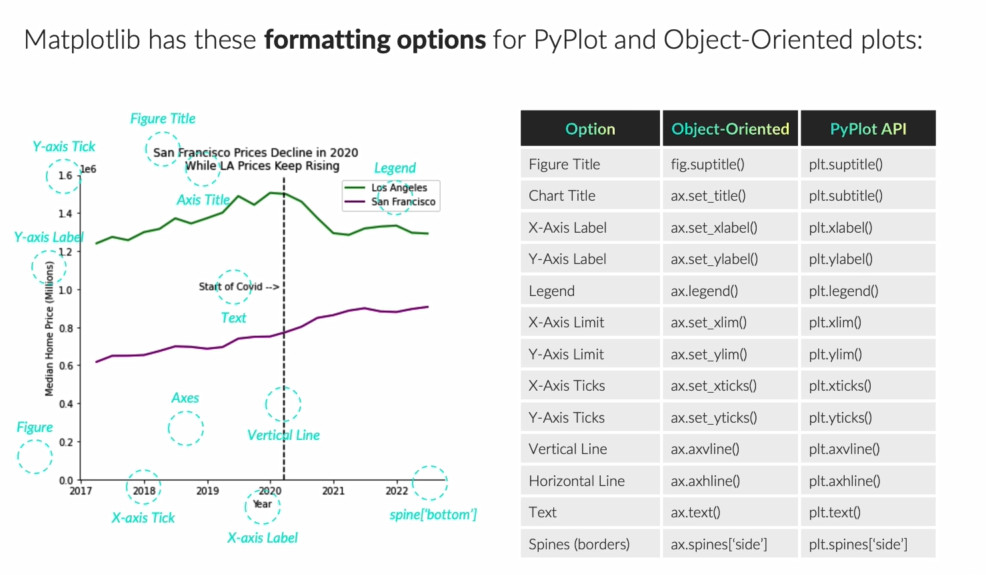 Matplotlib has these formatting options for PyPlot and Object-Oriented plots:
Figure Title
Y-axis Tick
1e6
San Francisco Prices Decline in 2020
While LA Prices Keep Rising
Legend
Los Angeles
San Francisco
Axis Title
Y-axis Label
Median Home Price (Millions)
1.6
1.4
1.2
1.0
0.8
0.6
0.4
0.2
0.0
Start of Covid -->
Text
Axes
Vertical Line
Figure
2017 2018 2019 2020 2021 2022
Year
X-axis Tick
X-axis Label
spine['bottom']
Option Object-Oriented PyPlot API
Figure Title fig.suptitle() plt.suptitle()
Chart Title ax.set_title() plt.subtitle()
X-Axis Label ax.set_xlabel() plt.xlabel()
Y-Axis Label ax.set_ylabel() plt.ylabel()
Legend ax.legend() plt.legend()
X-Axis Limit ax.set_xlim() plt.xlim()
Y-Axis Limit ax.set_ylim() plt.ylim()
X-Axis Ticks ax.set_xticks() plt.xticks()
Y-Axis Ticks ax.set_yticks() plt.yticks()
Vertical Line ax.axvline() plt.axvline()
Horizontal Line ax.axhline() plt.axhline()
Text ax.text() plt.text()
Spines (borders) ax.spines['side'] plt.spines['side']